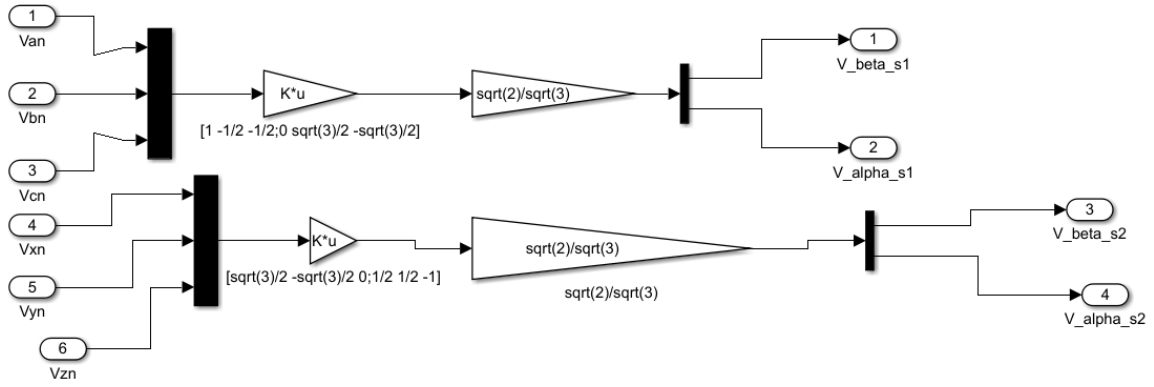 1
Van
2
Vbn
3
Vcn
K*u
[1 -1/2 -1/2;0 sqrt(3)/2 -sqrt(3)/2]
sqrt(2)/sqrt(3)
1
V_beta_s1
2
V_alpha_s1
4
Vxn
5
Vyn
6
Vzn
K*u
[sqrt(3)/2 -sqrt(3)/2 0;1/2 1/2 -1]
sqrt(2)/sqrt(3)
sqrt(2)/sqrt(3)
3
V_beta_s2
4
V_alpha_s2